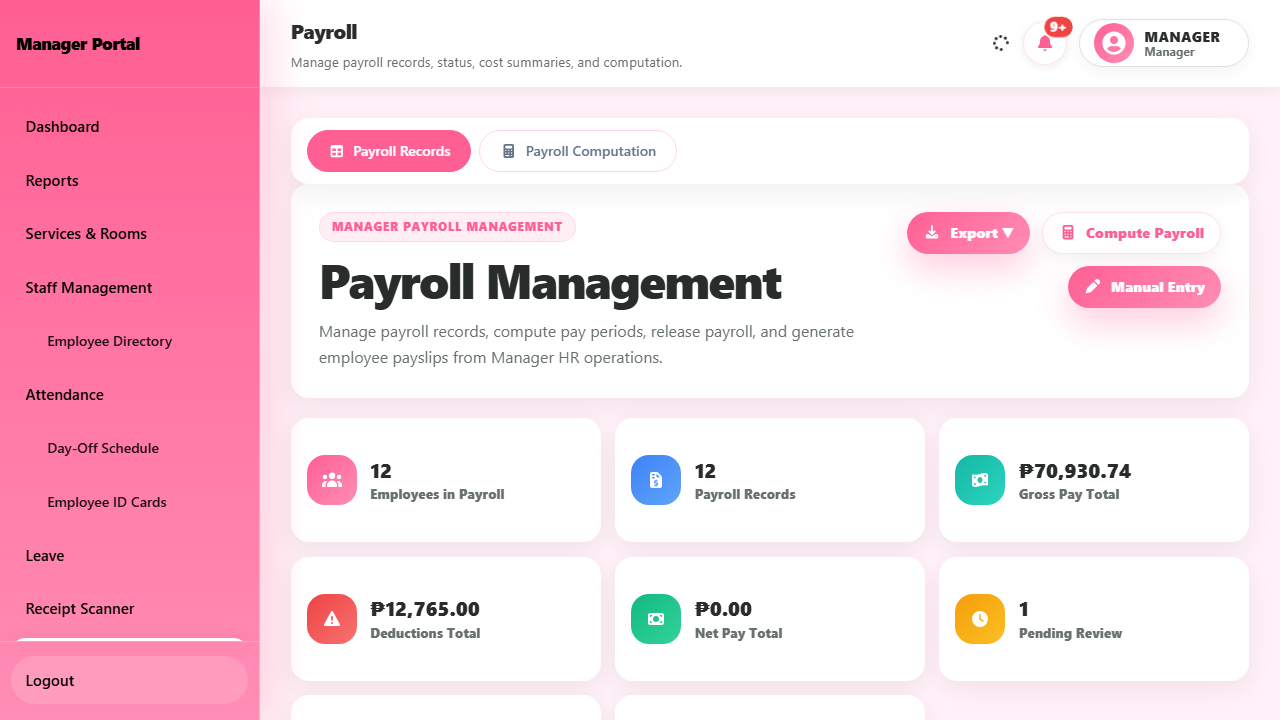 Manager Portal
Dashboard
Reports
Services & Rooms
Staff Management
Employee Directory
Attendance
Day-Off Schedule
Employee ID Cards
Leave
Receipt Scanner
Logout
Payroll
Manage payroll records, status, cost summaries, and computation.
9+
MANAGER
Manager
Payroll Records
Payroll Computation
MANAGER PAYROLL MANAGEMENT
Payroll Management
Manage payroll records, compute pay periods, release payroll, and generate
employee payslips from Manager HR operations.
Export ▼
Compute Payroll
Manual Entry
12
Employees in Payroll
12
Payroll Records
₱70,930.74
Gross Pay Total
₱12,765.00
Deductions Total
₱0.00
Net Pay Total
1
Pending Review